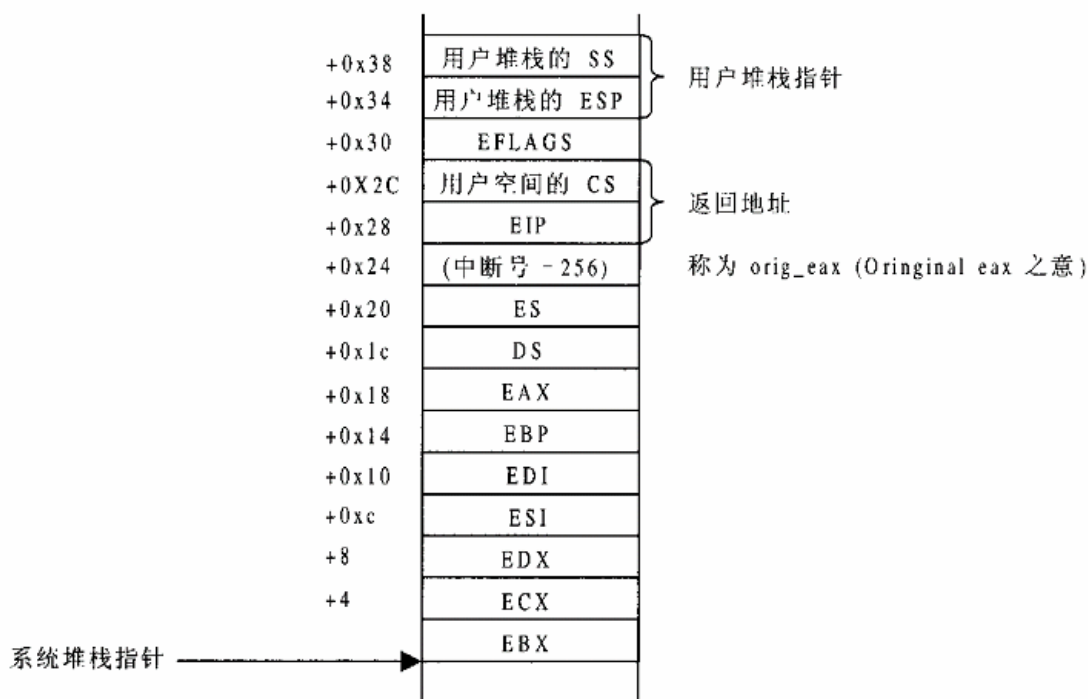 +0x38 用户堆栈的 SS
用户堆栈指针
+0x34 用户堆栈的 ESP
+0x30 EFLAGS
+0X2C 用户空间的 CS
返回地址
+0x28 EIP
+0x24 (中断号 - 256) 称为 orig_eax (Oringinal eax 之意)
+0x20 ES
+0x1c DS
+0x18 EAX
+0x14 EBP
+0x10 EDI
+0xc ESI
+8 EDX
+4 ECX
EBX
系统堆栈指针